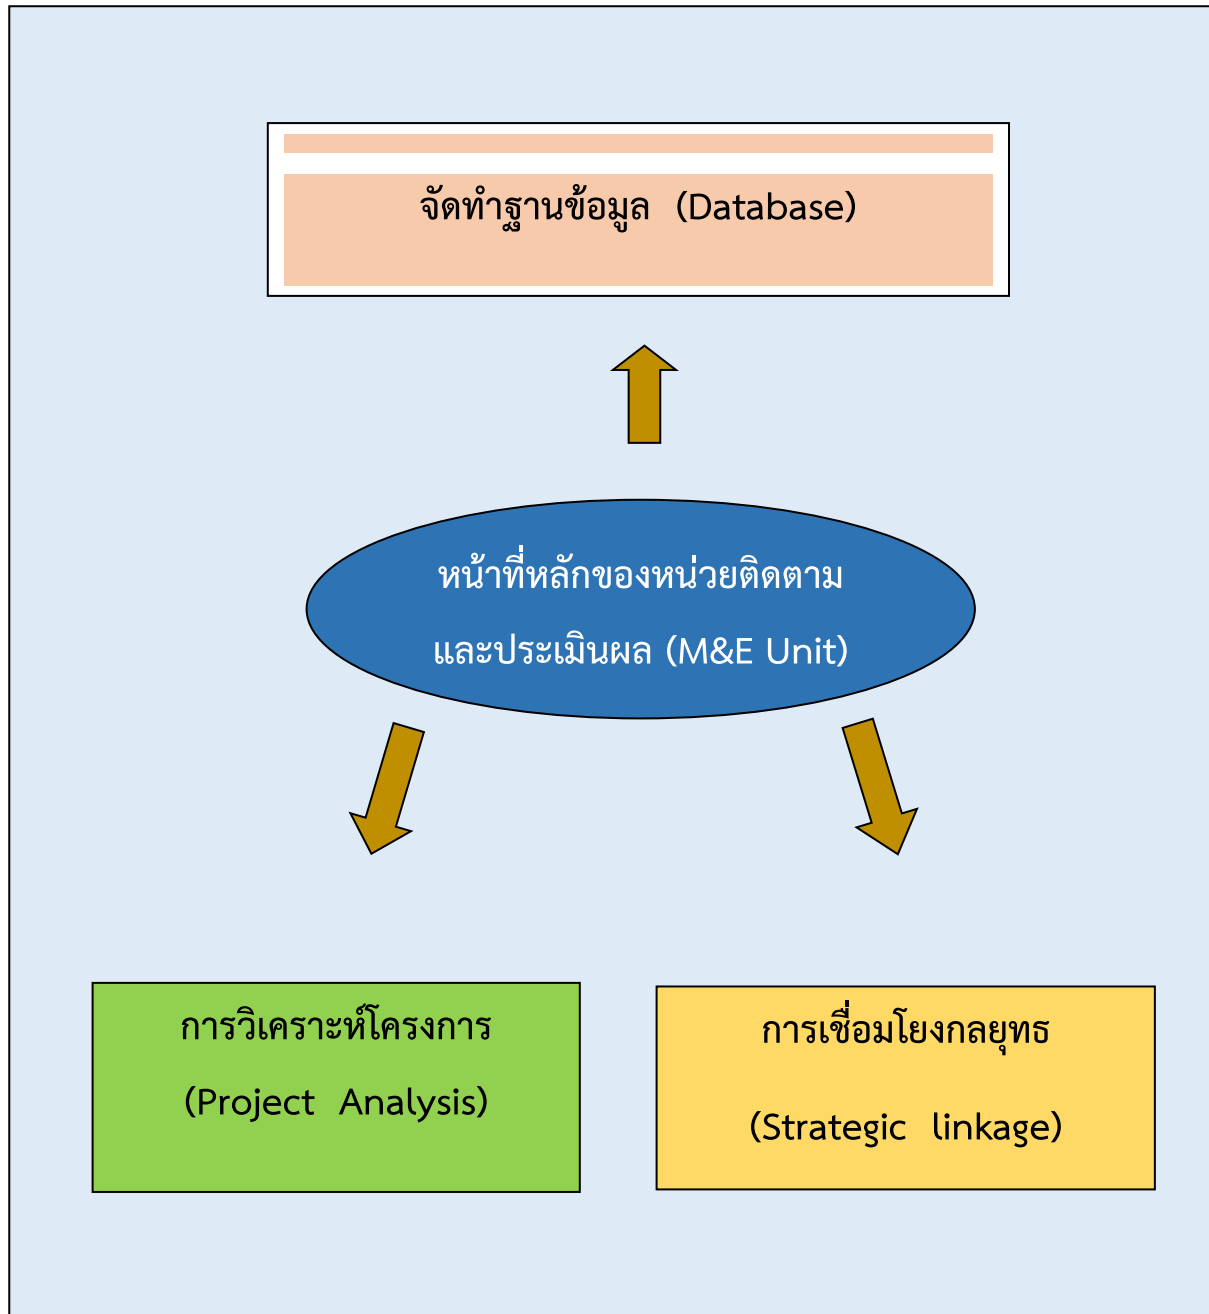 จัดทำฐานข้อมูล (Database)
หน้าที่หลักของหน่วยติดตาม
และประเมินผล (M&E Unit)
การวิเคราะห์โครงการ
(Project Analysis)
การเชื่อมโยงกลยุทธ
(Strategic linkage)